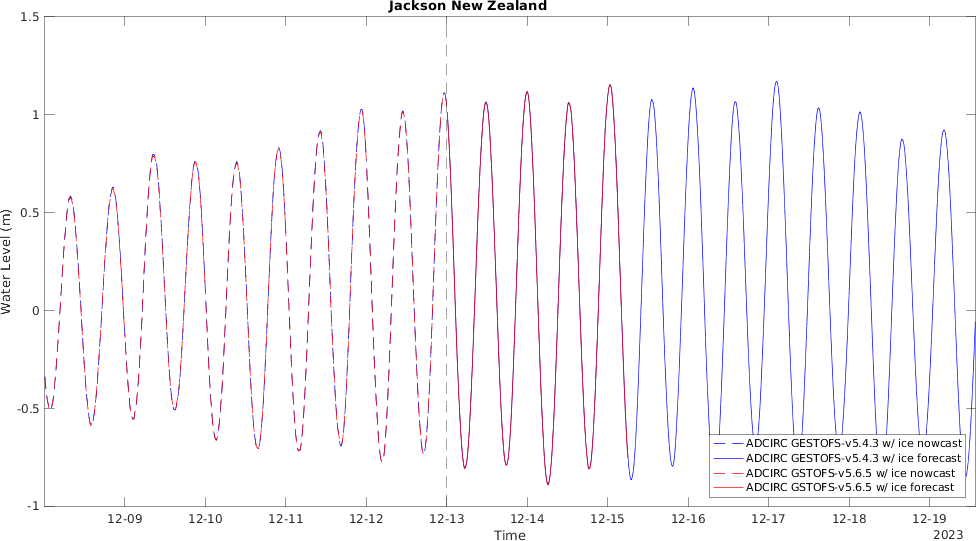 Jackson New Zealand
1.5
1
0.5
0
-0.5
-1
Water Level (m)
ADCIRC GESTOFS-v5.4.3 w/ ice nowcast
ADCIRC GESTOFS-v5.4.3 w/ ice forecast
ADCIRC GSTOFS-v5.6.5 w/ ice nowcast
ADCIRC GSTOFS-v5.6.5 w/ ice forecast
12-09 12-10 12-11 12-12 12-13 12-14 12-15 12-16 12-17 12-18 12-19
Time
2023